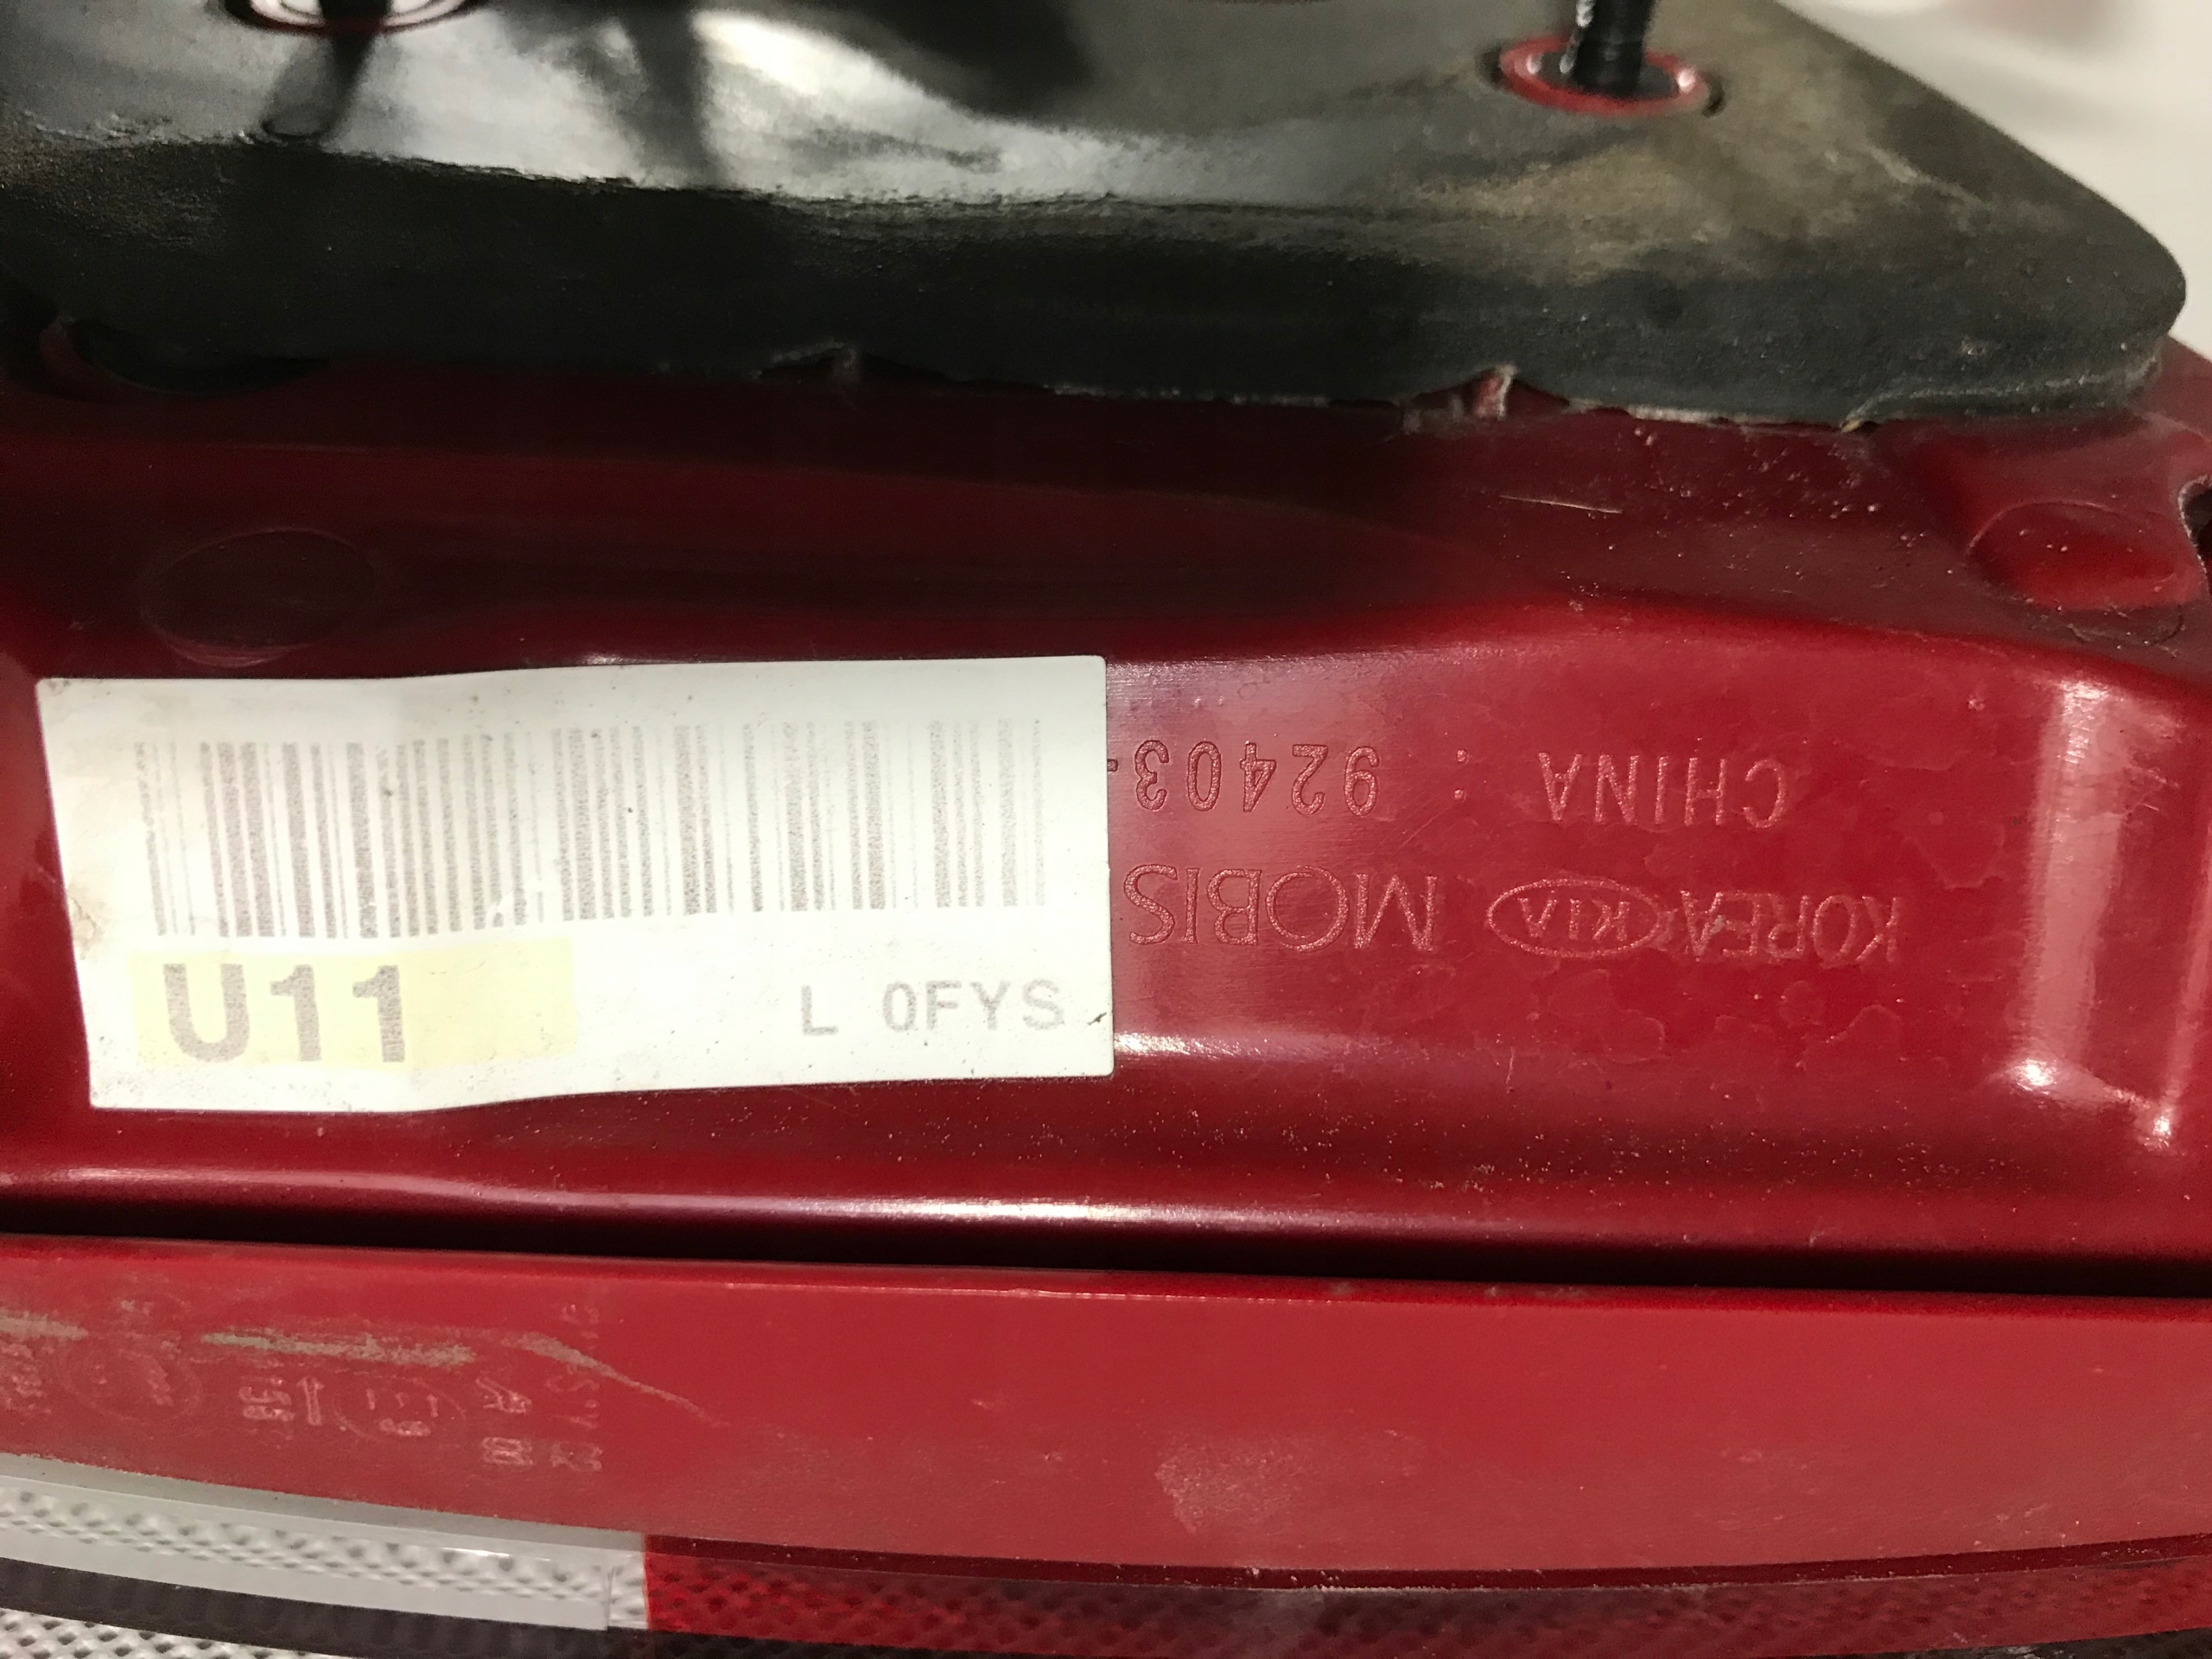 U11 L 0FYS
KOREA KIA MOBIS
CHINA : 92403-